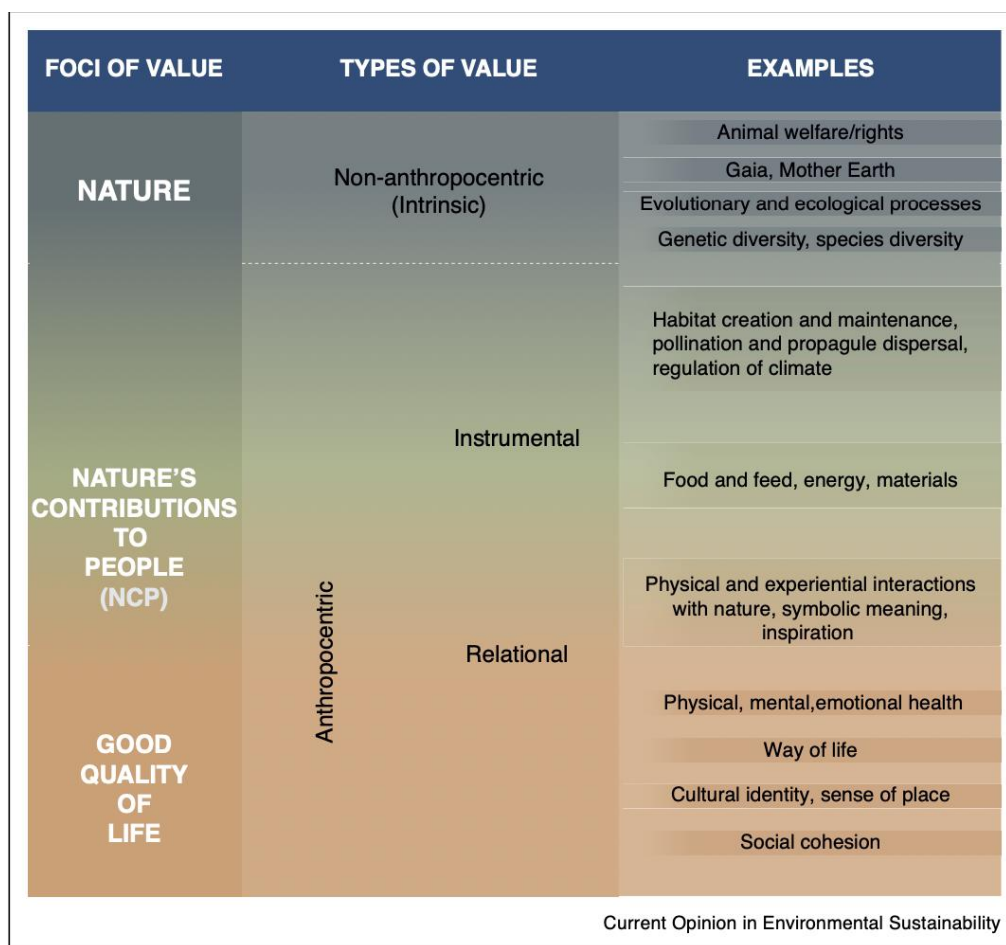 FOCI OF VALUE
TYPES OF VALUE
EXAMPLES
NATURE
Non-anthropocentric
(Intrinsic)
Animal welfare/rights
Gaia, Mother Earth
Evolutionary and ecological processes
Genetic diversity, species diversity
NATURE'S
CONTRIBUTIONS
TO
PEOPLE
(NCP)
Anthropocentric
Instrumental
Habitat creation and maintenance,
pollination and propagule dispersal,
regulation of climate
Food and feed, energy, materials
Relational
Physical and experiential interactions
with nature, symbolic meaning,
inspiration
GOOD
QUALITY
OF
LIFE
Physical, mental,emotional health
Way of life
Cultural identity, sense of place
Social cohesion
Current Opinion in Environmental Sustainability